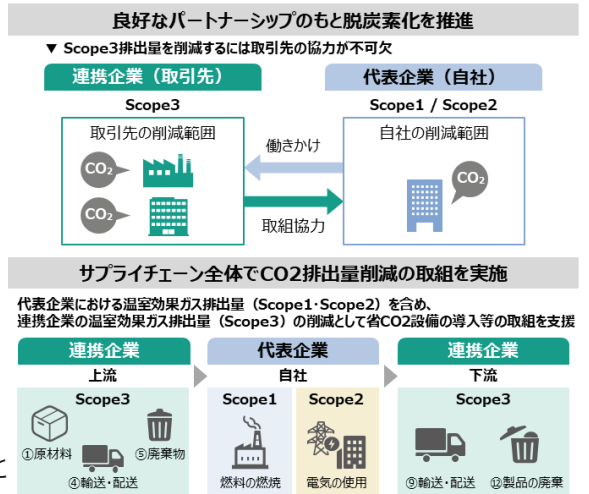 良好なパートナーシップのもと脱炭素化を推進
▼ Scope3排出量を削減するには取引先の協力が不可欠
連携企業（取引先）
代表企業（自社）
Scope3
Scope1 / Scope2
取引先の削減範囲
自社の削減範囲
働きかけ
CO₂
CO₂
CO₂
取組協力
サプライチェーン全体でCO2排出量削減の取組を実施
代表企業における温室効果ガス排出量（Scope1・Scope2）を含め、
連携企業の温室効果ガス排出量（Scope3）の削減として省CO2設備の導入等の取組を支援
連携企業
代表企業
連携企業
上流
自社
下流
Scope3
Scope1
Scope2
Scope3
①原材料
⑤廃棄物
④輸送・配送
燃料の燃焼
電気の使用
⑨輸送・配送
⑫製品の廃棄